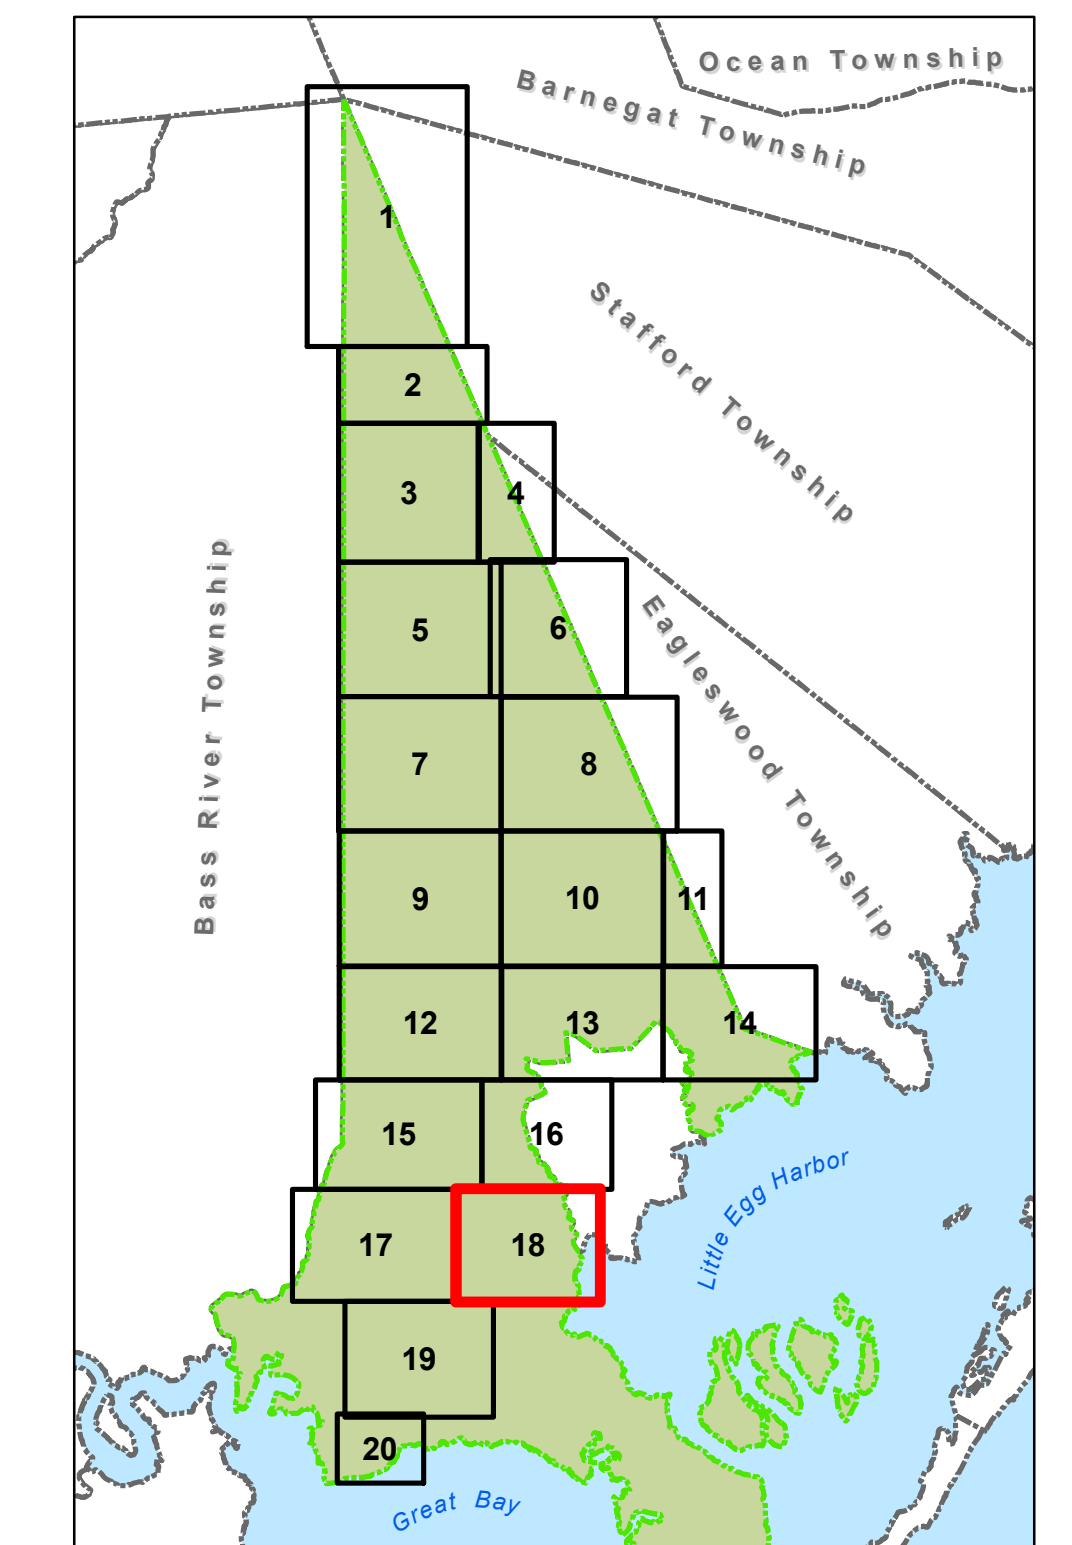 Ocean Township
Barnegat Township
1
Stafford Township
2
3
4
Bass River Township
5
6
Eagleswood Township
7
8
9
10
11
12
13
14
15
16
Little Egg Harbor
17
18
19
20
Great Bay